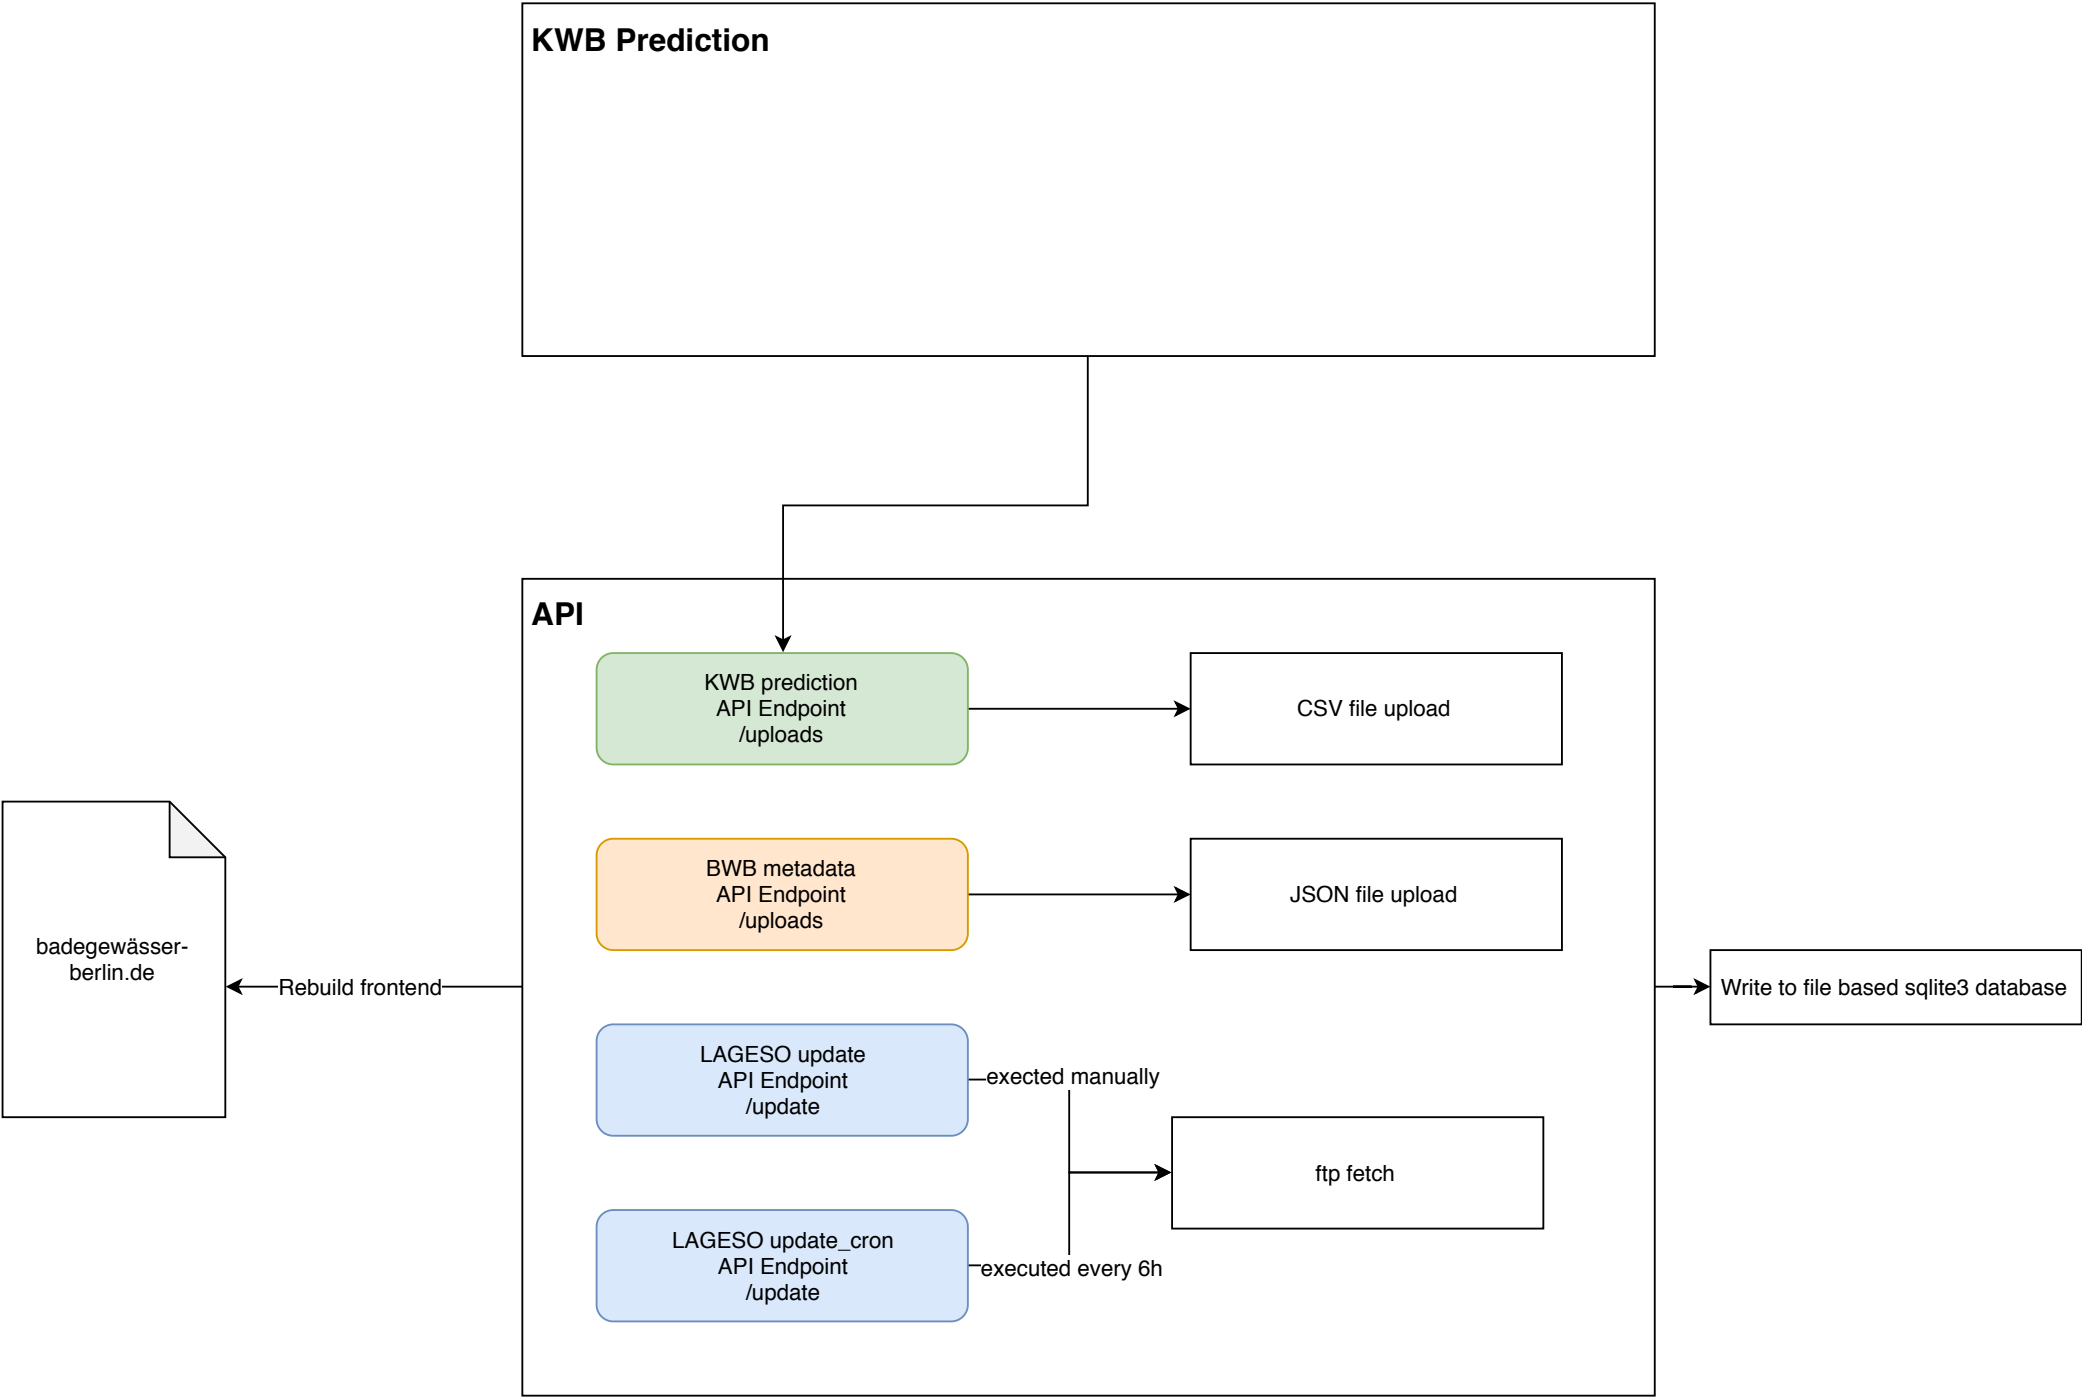 KWB Prediction
API
KWB prediction
API Endpoint
/uploads
CSV file upload
BWB metadata
API Endpoint
/uploads
JSON file upload
badegewässer-
berlin.de
Rebuild frontend
Write to file based sqlite3 database
LAGESO update
API Endpoint
/update
exected manually
ftp fetch
LAGESO update_cron
API Endpoint
/update
executed every 6h